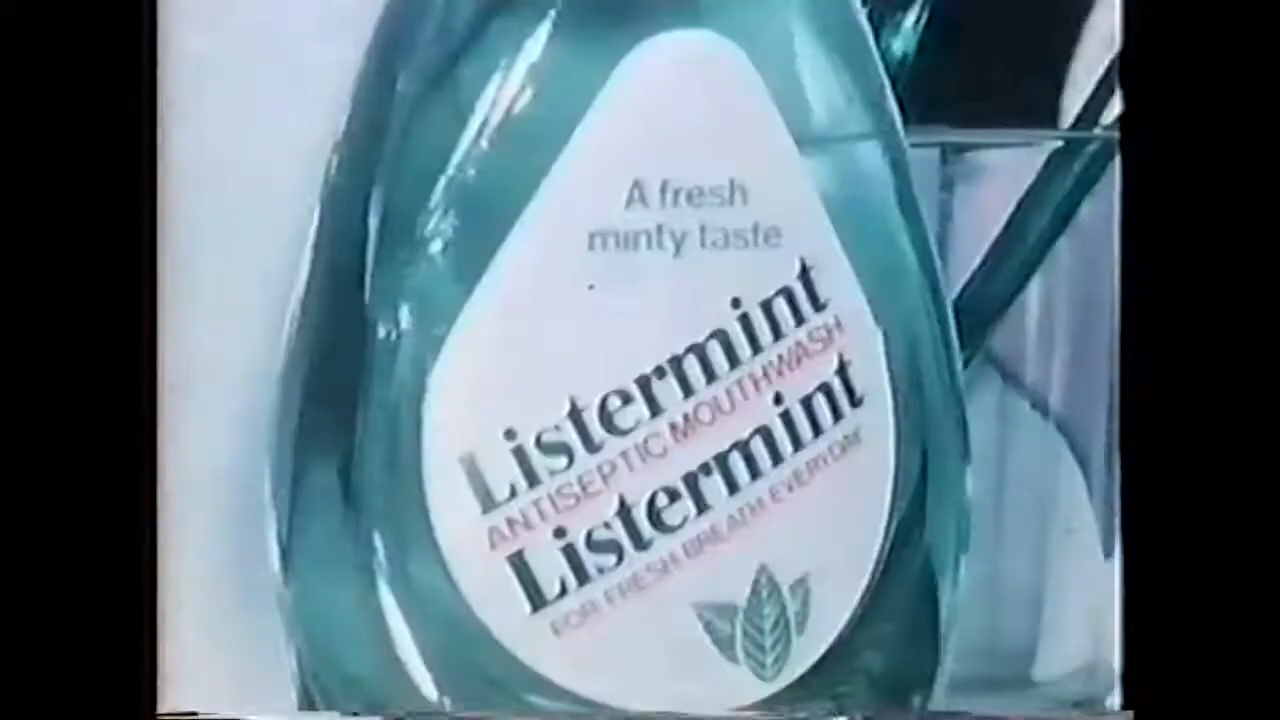 A fresh
minty taste
Listermint
ANTISEPTIC MOUTHWASH
Listermint
FOR FRESH BREATH EVERYDAY